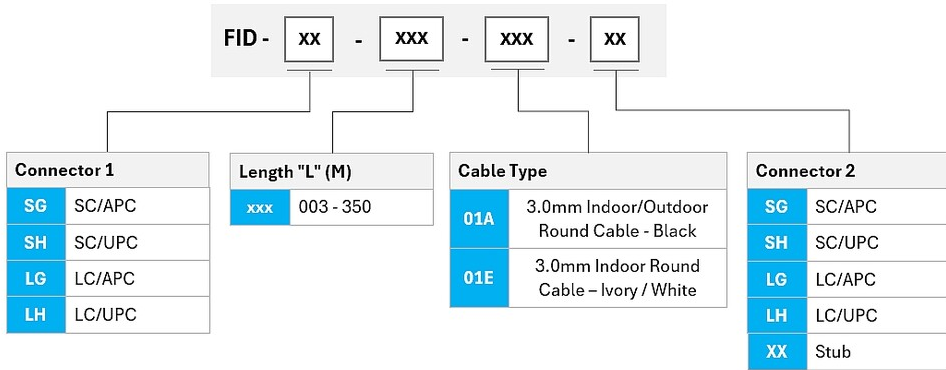 FID - XX - XXX - XXX - XX
Connector 1
SG SC/APC
SH SC/UPC
LG LC/APC
LH LC/UPC
Length "L" (M)
xxx 003 - 350
Cable Type
01A 3.0mm Indoor/Outdoor
Round Cable - Black
01E 3.0mm Indoor Round
Cable – Ivory / White
Connector 2
SG SC/APC
SH SC/UPC
LG LC/APC
LH LC/UPC
XX Stub